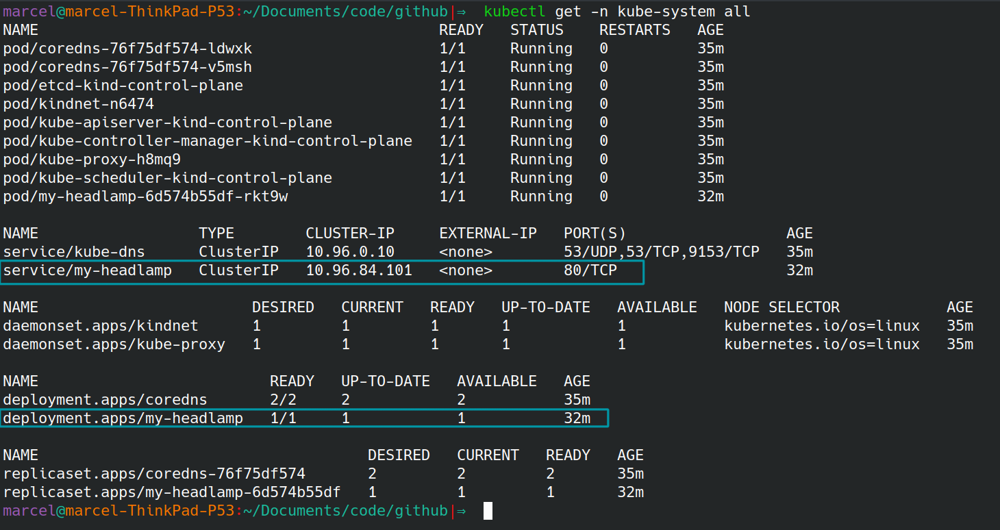 marcel@marcel-ThinkPad-P53:~/Documents/code/github|⇒  kubectl get -n kube-system all
NAME                                             READY   STATUS    RESTARTS   AGE
pod/coredns-76f75df574-ldwxk                     1/1     Running   0          35m
pod/coredns-76f75df574-v5msh                     1/1     Running   0          35m
pod/etcd-kind-control-plane                      1/1     Running   0          35m
pod/kindnet-n6474                                1/1     Running   0          35m
pod/kube-apiserver-kind-control-plane            1/1     Running   0          35m
pod/kube-controller-manager-kind-control-plane   1/1     Running   0          35m
pod/kube-proxy-h8mq9                             1/1     Running   0          35m
pod/kube-scheduler-kind-control-plane            1/1     Running   0          35m
pod/my-headlamp-6d574b55df-rkt9w                 1/1     Running   0          32m

NAME                  TYPE        CLUSTER-IP     EXTERNAL-IP   PORT(S)                  AGE
service/kube-dns      ClusterIP   10.96.0.10     <none>        53/UDP,53/TCP,9153/TCP   35m
service/my-headlamp   ClusterIP   10.96.84.101   <none>        80/TCP                   32m

NAME                        DESIRED   CURRENT   READY   UP-TO-DATE   AVAILABLE   NODE SELECTOR            AGE
daemonset.apps/kindnet      1         1         1       1            1           kubernetes.io/os=linux   35m
daemonset.apps/kube-proxy   1         1         1       1            1           kubernetes.io/os=linux   35m

NAME                          READY   UP-TO-DATE   AVAILABLE   AGE
deployment.apps/coredns       2/2     2            2           35m
deployment.apps/my-headlamp   1/1     1            1           32m

NAME                                     DESIRED   CURRENT   READY   AGE
replicaset.apps/coredns-76f75df574       2         2         2       35m
replicaset.apps/my-headlamp-6d574b55df   1         1         1       32m
marcel@marcel-ThinkPad-P53:~/Documents/code/github|⇒